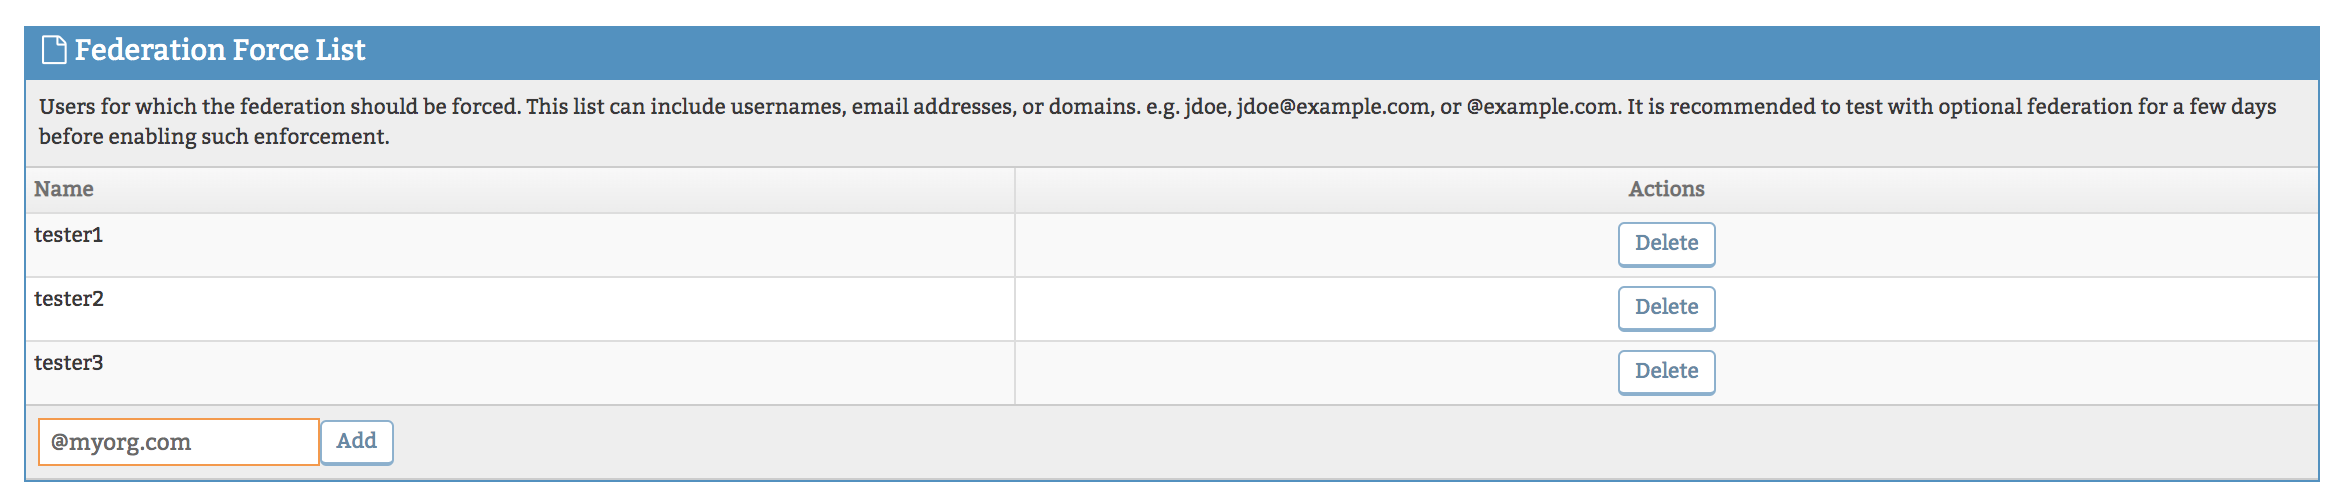 Federation Force List
Users for which the federation should be forced. This list can include usernames, email addresses, or domains. e.g. jdoe, jdoe@example.com, or @example.com. It is recommended to test with optional federation for a few days
before enabling such enforcement.
Name Actions
tester1 Delete
tester2 Delete
tester3 Delete
@myorg.com Add